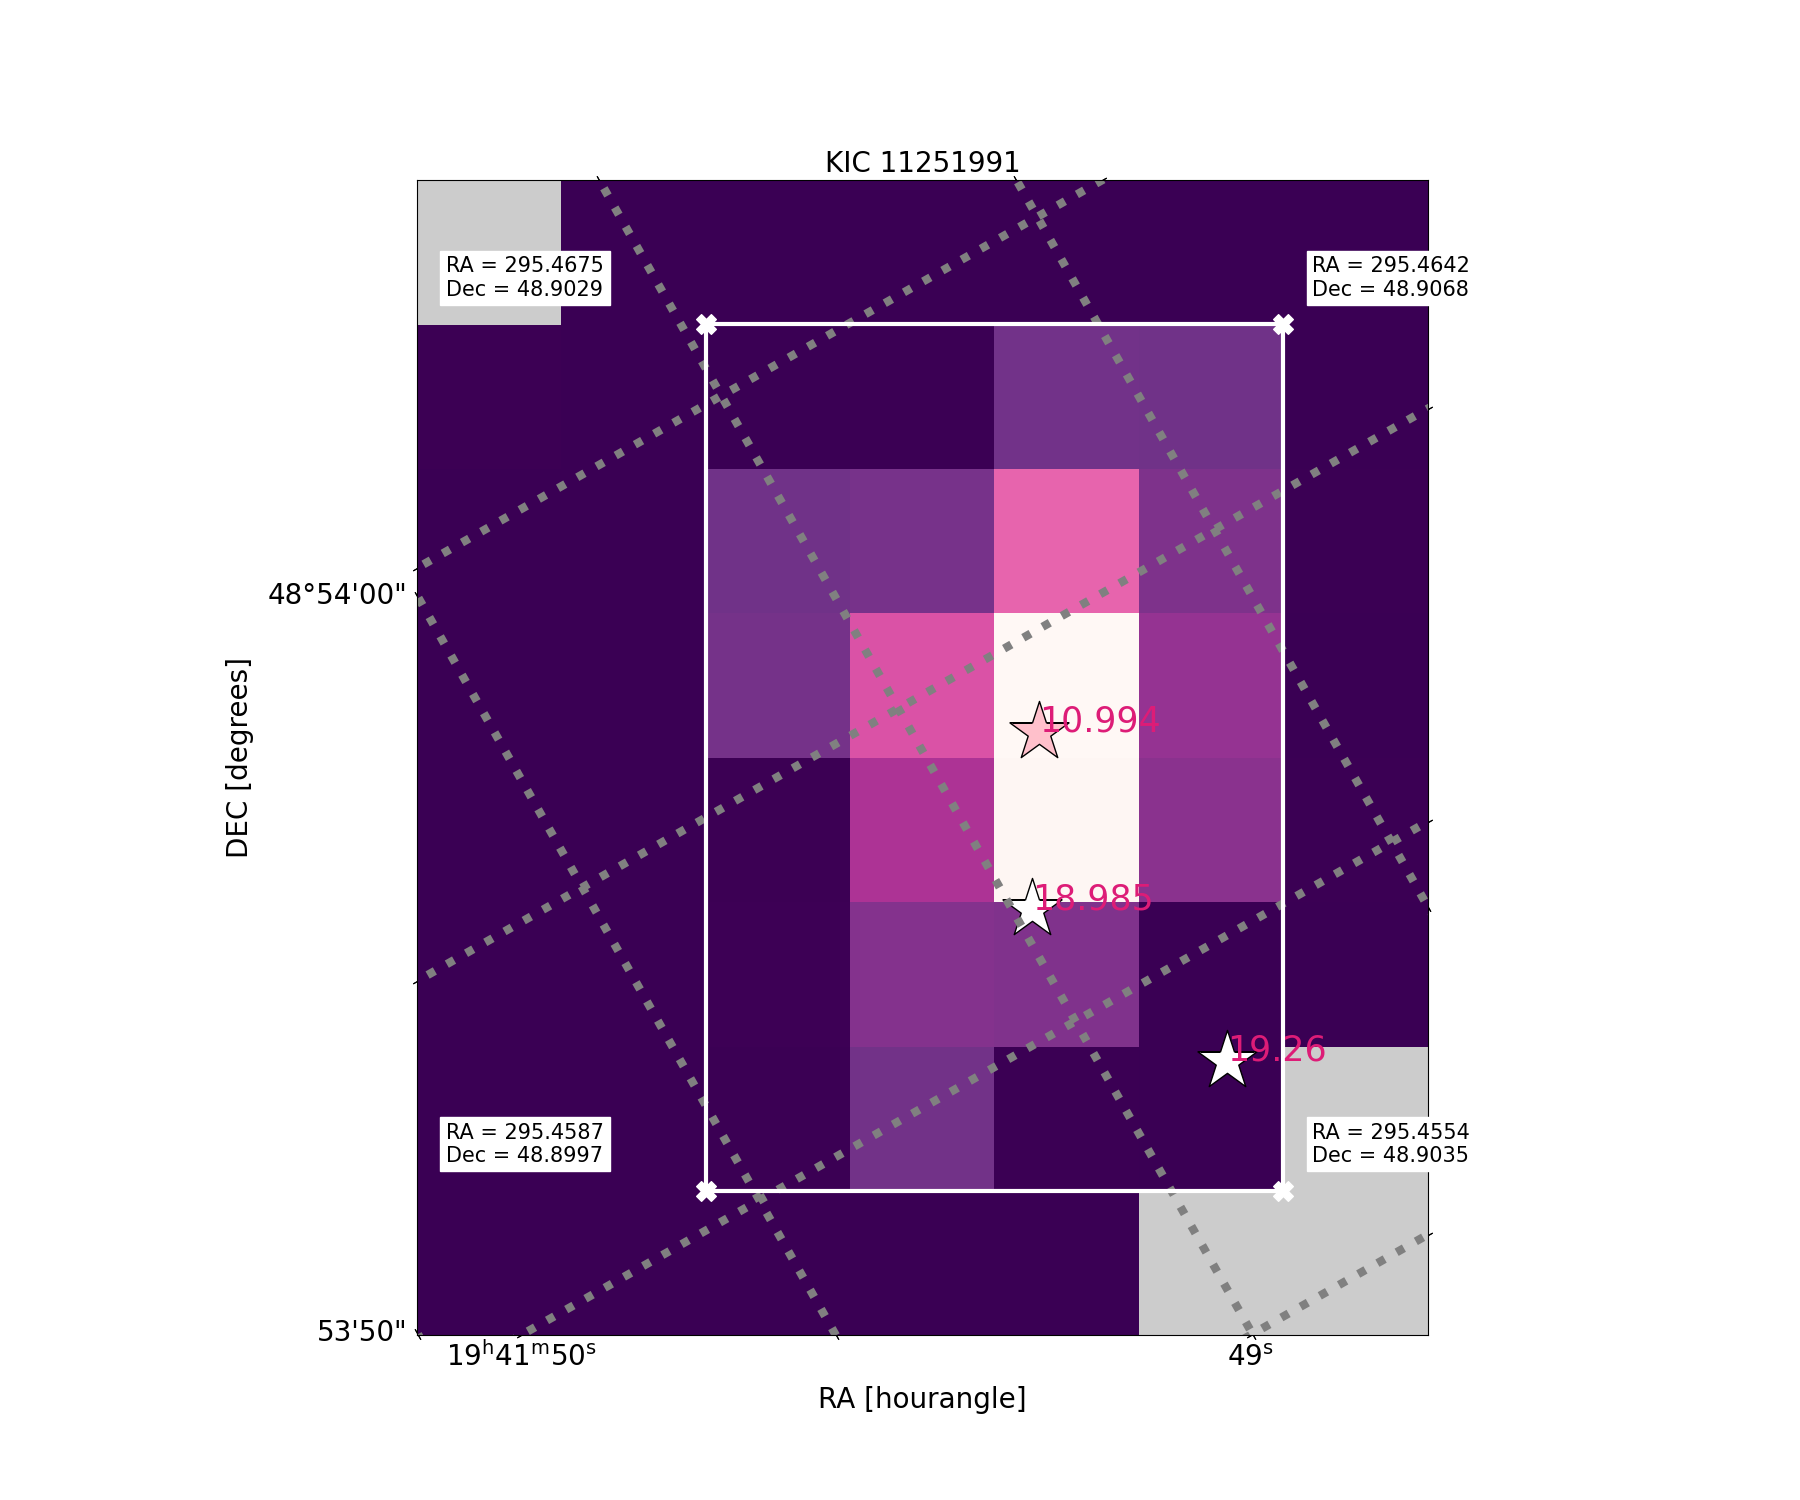 KIC 11251991
RA = 295.4675
Dec = 48.9029
RA = 295.4642
Dec = 48.9068
48°54'00"
DEC [degrees]
10.994
18.985
19.26
RA = 295.4587
Dec = 48.8997
RA = 295.4554
Dec = 48.9035
53'50"
19ʰ41ᵐ50ˢ
49ˢ
RA [hourangle]